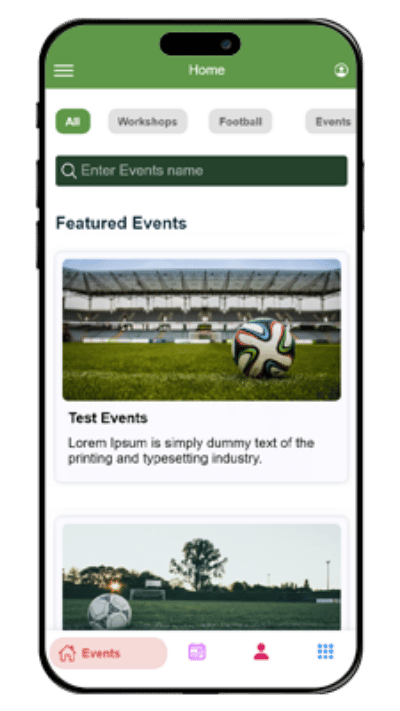 Home
All Workshops Football Events
Enter Events name
Featured Events
Test Events
Lorem Ipsum is simply dummy text of the
printing and typesetting industry.
Events